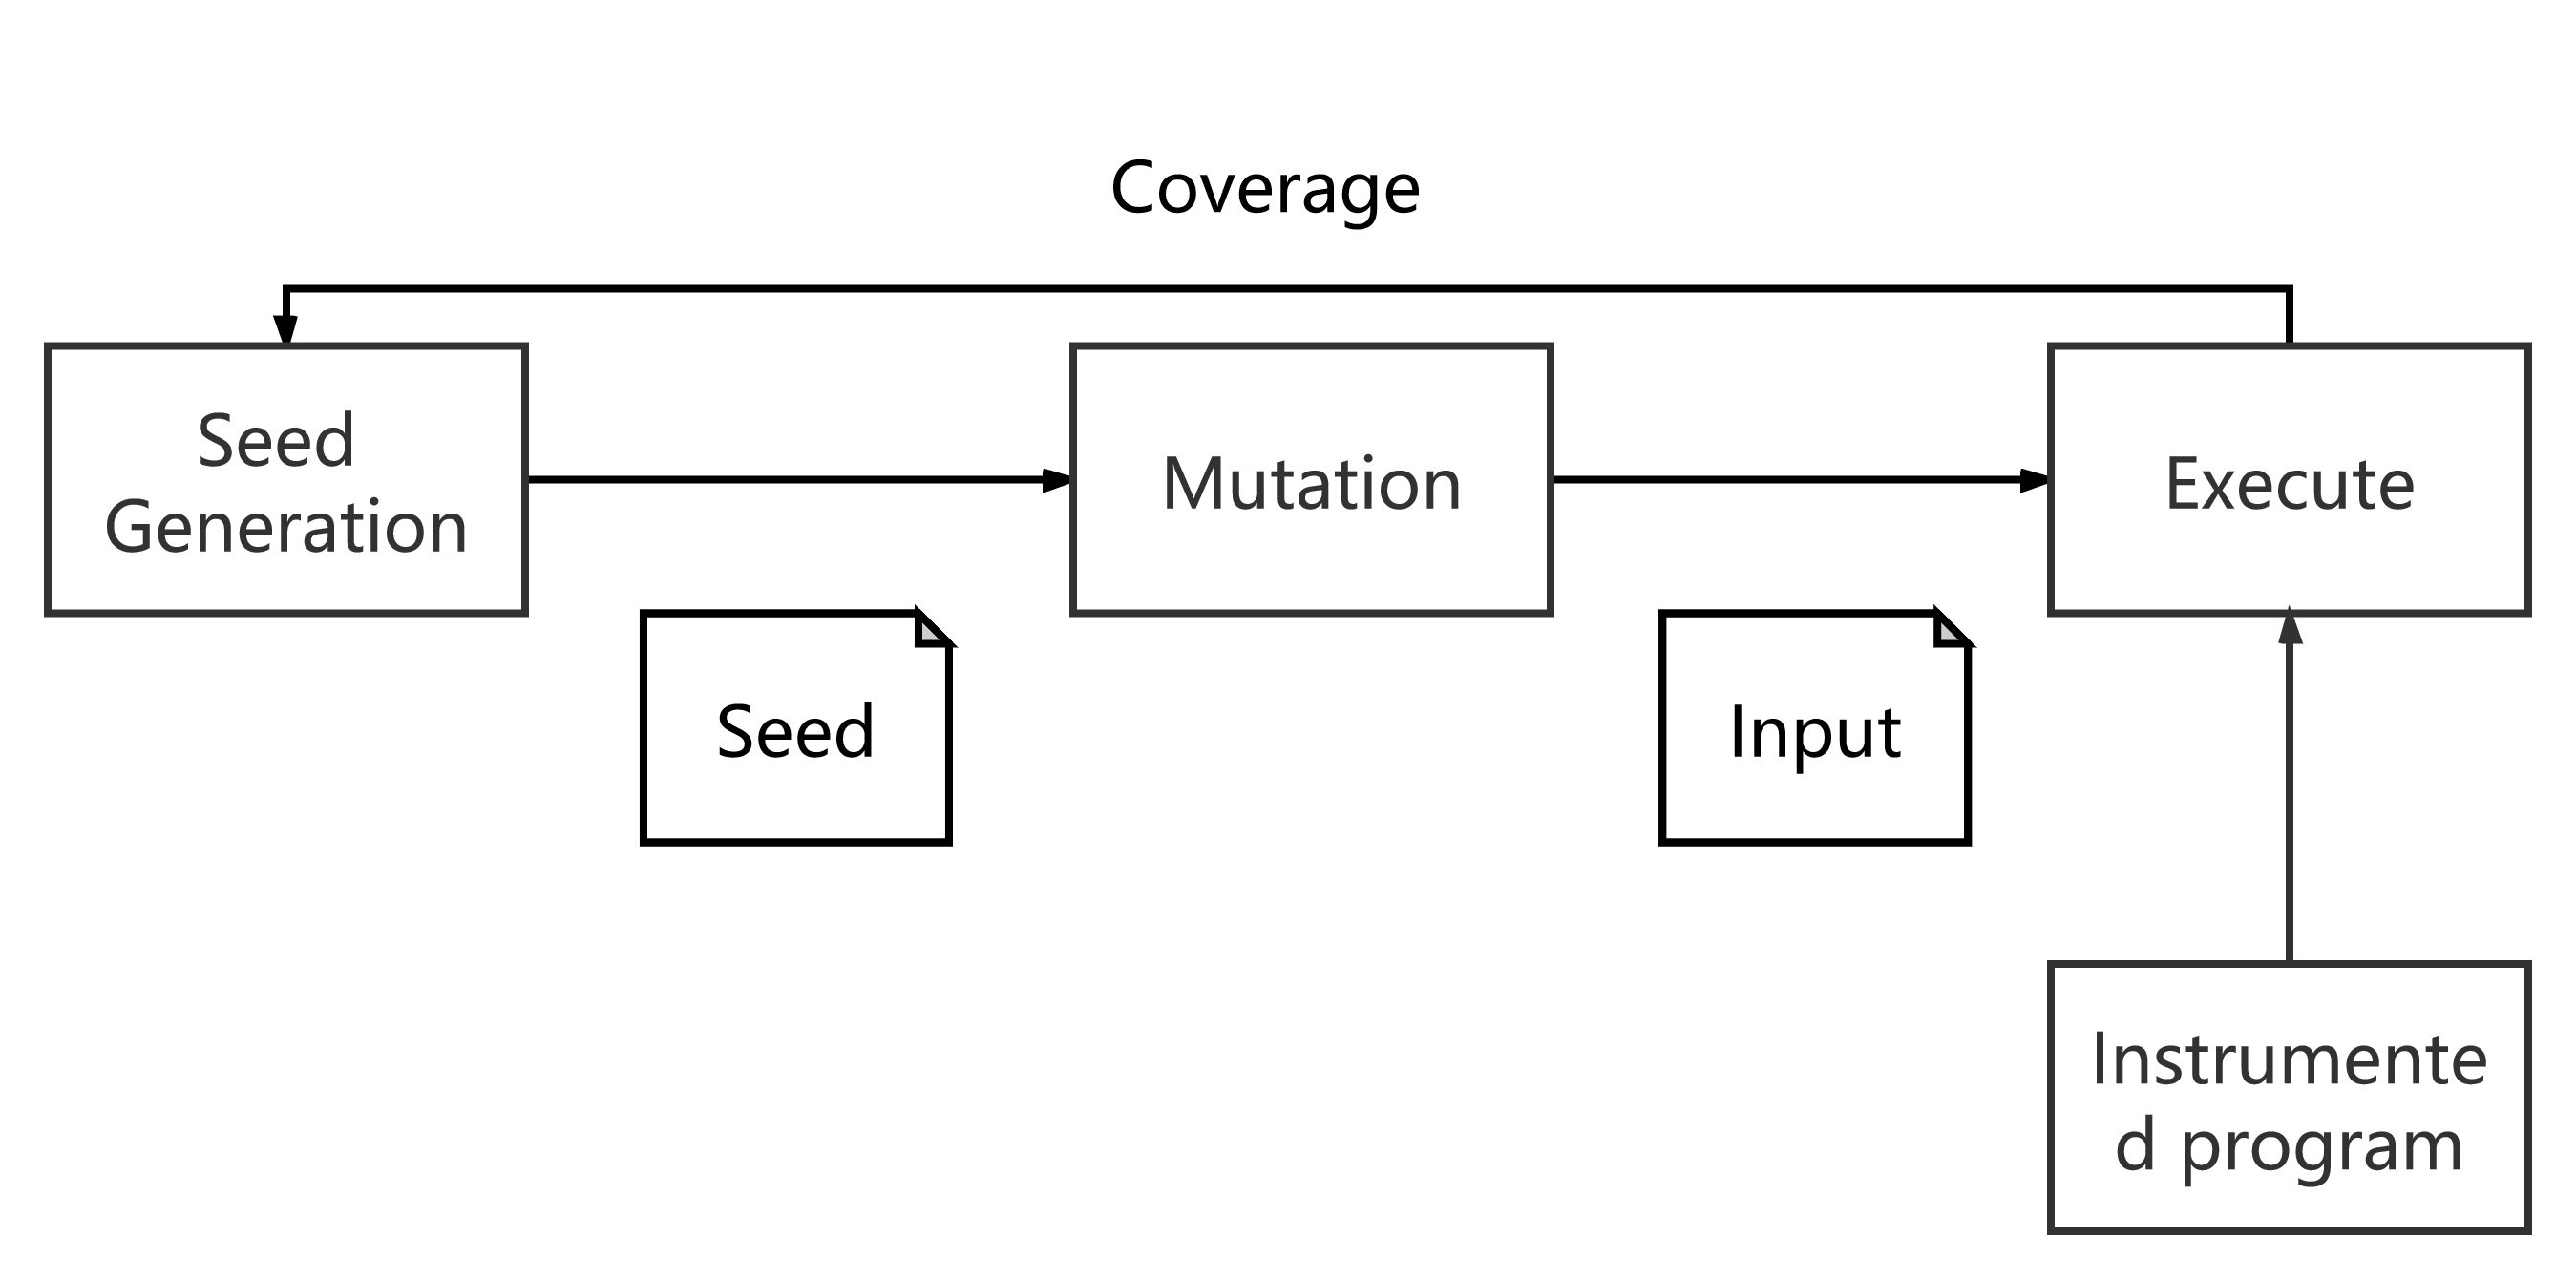 Coverage
Seed
Generation
Mutation
Execute
Seed
Input
Instrumente
d program